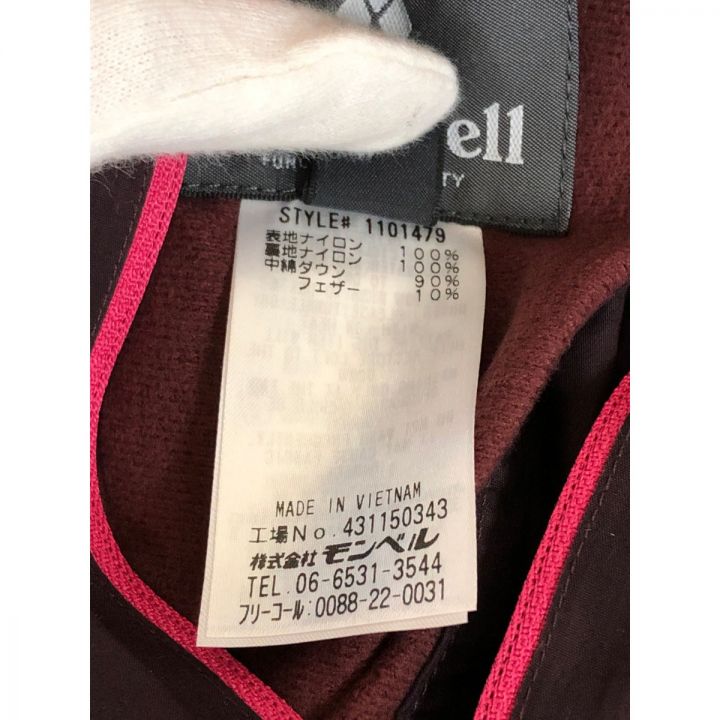 ell
STYLE# 1101479
表地ナイロン 100%
裏地ナイロン 100%
中綿ダウン 90%
フェザー 10%
MADE IN VIETNAM
工場No. 431150343
株式会社 モンベル
TEL. 06-6531-3544
フリーコール:0088-22-0031